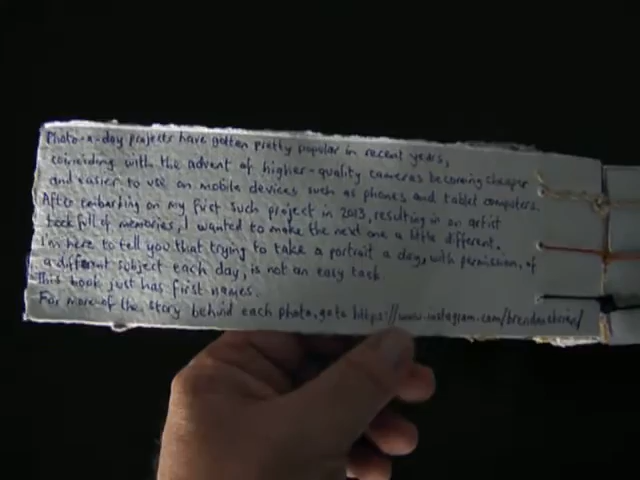 Photo-a-day projects have gotten pretty popular in recent years,
coinciding with the advent of higher-quality cameras becoming cheaper
and easier to use on mobile devices such as phones and tablet computers.
After embarking on my first such project in 2013, resulting in an artist
book full of memories, I wanted to make the next one a little different.
I'm here to tell you that trying to take a portrait a day, with permission, of
a different subject each day, is not an easy task.
This book just has first names.
For more of the story behind each photo, go to https://www.instagram.com/